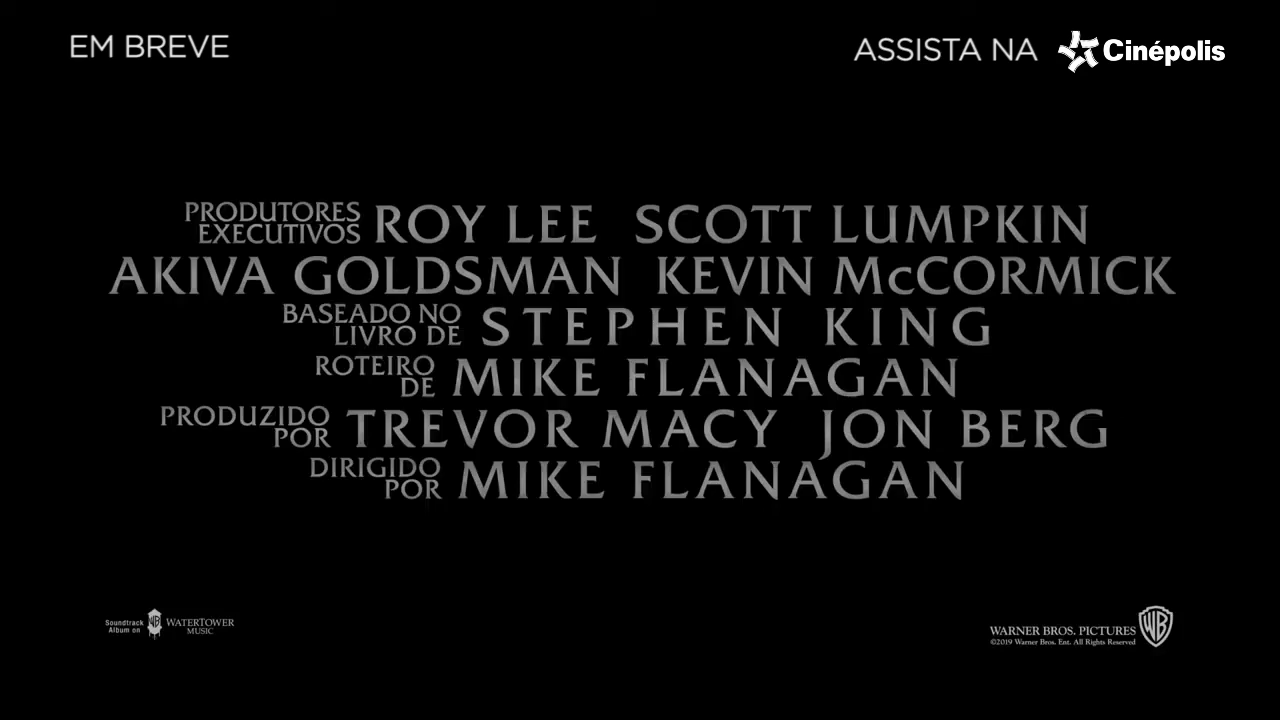 EM BREVE
ASSISTA NA Cinépolis
PRODUTORES EXECUTIVOS ROY LEE SCOTT LUMPKIN
AKIVA GOLDSMAN KEVIN McCORMICK
BASEADO NO LIVRO DE STEPHEN KING
ROTEIRO DE MIKE FLANAGAN
PRODUZIDO POR TREVOR MACY JON BERG
DIRIGIDO POR MIKE FLANAGAN
Soundtrack Album on WB WATERTOWER MUSIC
WARNER BROS. PICTURES WB
©2019 Warner Bros. Ent. All Rights Reserved